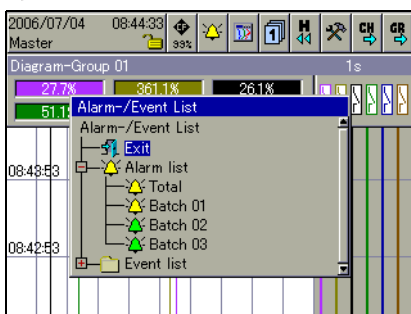 2006/07/04 08:44:33
Master
99% H CH GR
Diagram-Group 01 1s
27.7% 361.1% 26.1%
51.1
Alarm-/Event List
Alarm-/Event List
Exit
08:43:53
Alarm list
Total
Batch 01
Batch 02
08:42:53
Batch 03
Event list